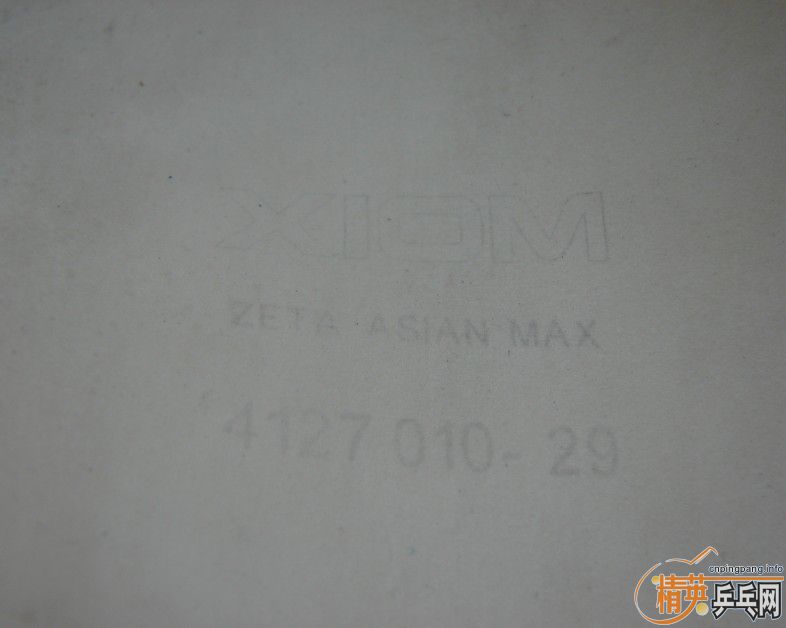 XIOM
ZETA ASIAN MAX
4127 010- 29
cnpingpang.info
精英乒乓网